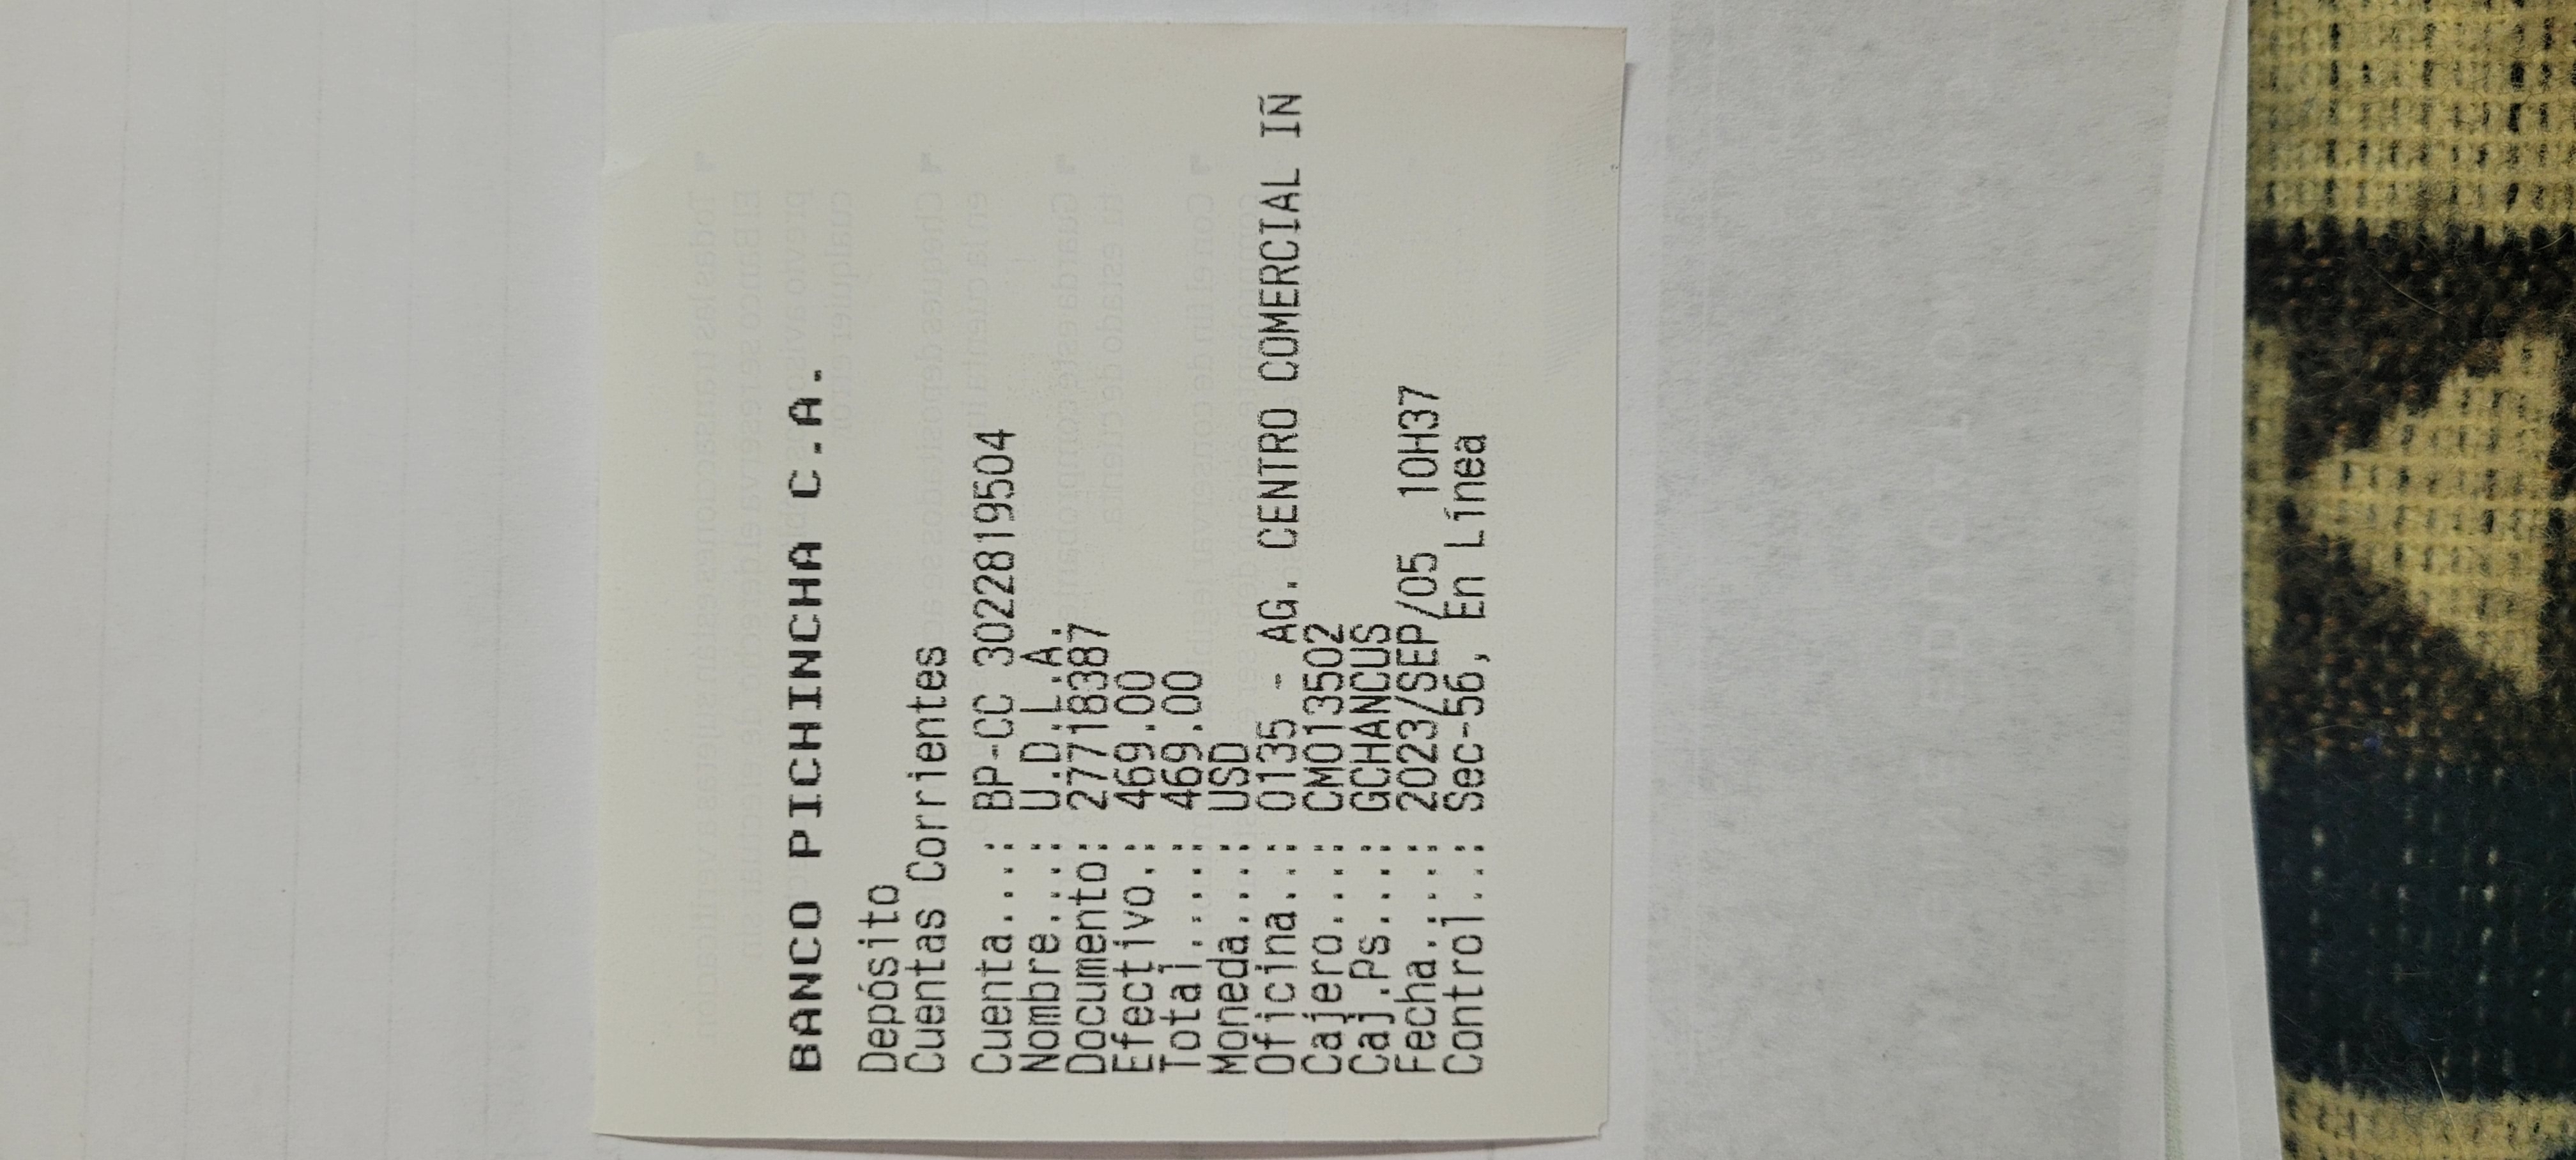 BANCO PICHINCHA C.A.
Depósito
Cuentas Corrientes
Cuenta....: BP-CC 3022819504
Nombre....: U.D.L.A.
Documento: 277718387
Efectivo.: 469.00
Total....: 469.00
Moneda...: USD
Oficina..: 0135 - AG. CENTRO COMERCIAL IÑ
Cajero...: CM013502
Caj.Ps...: GCHANCUS
Fecha....: 2023/SEP/05 10H37
Control..: Sec-56, En Línea